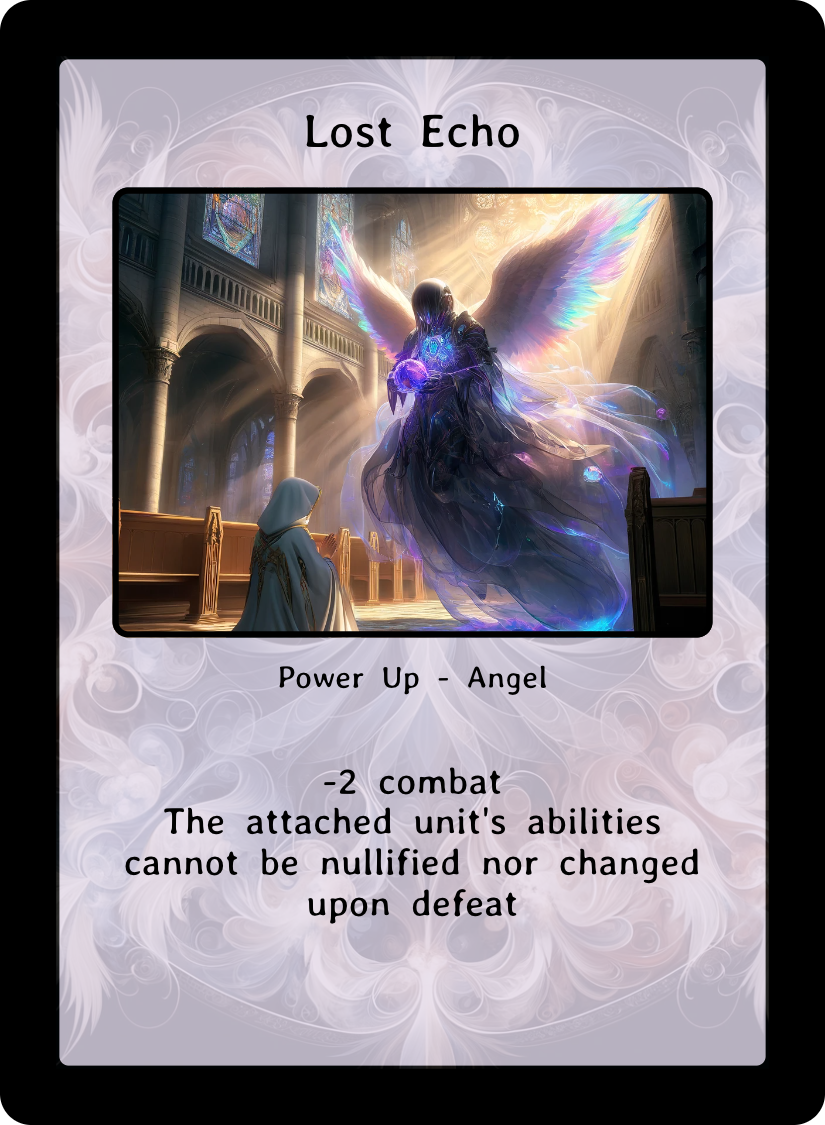 Lost Echo
Power Up - Angel
-2 combat
The attached unit's abilities
cannot be nullified nor changed
upon defeat